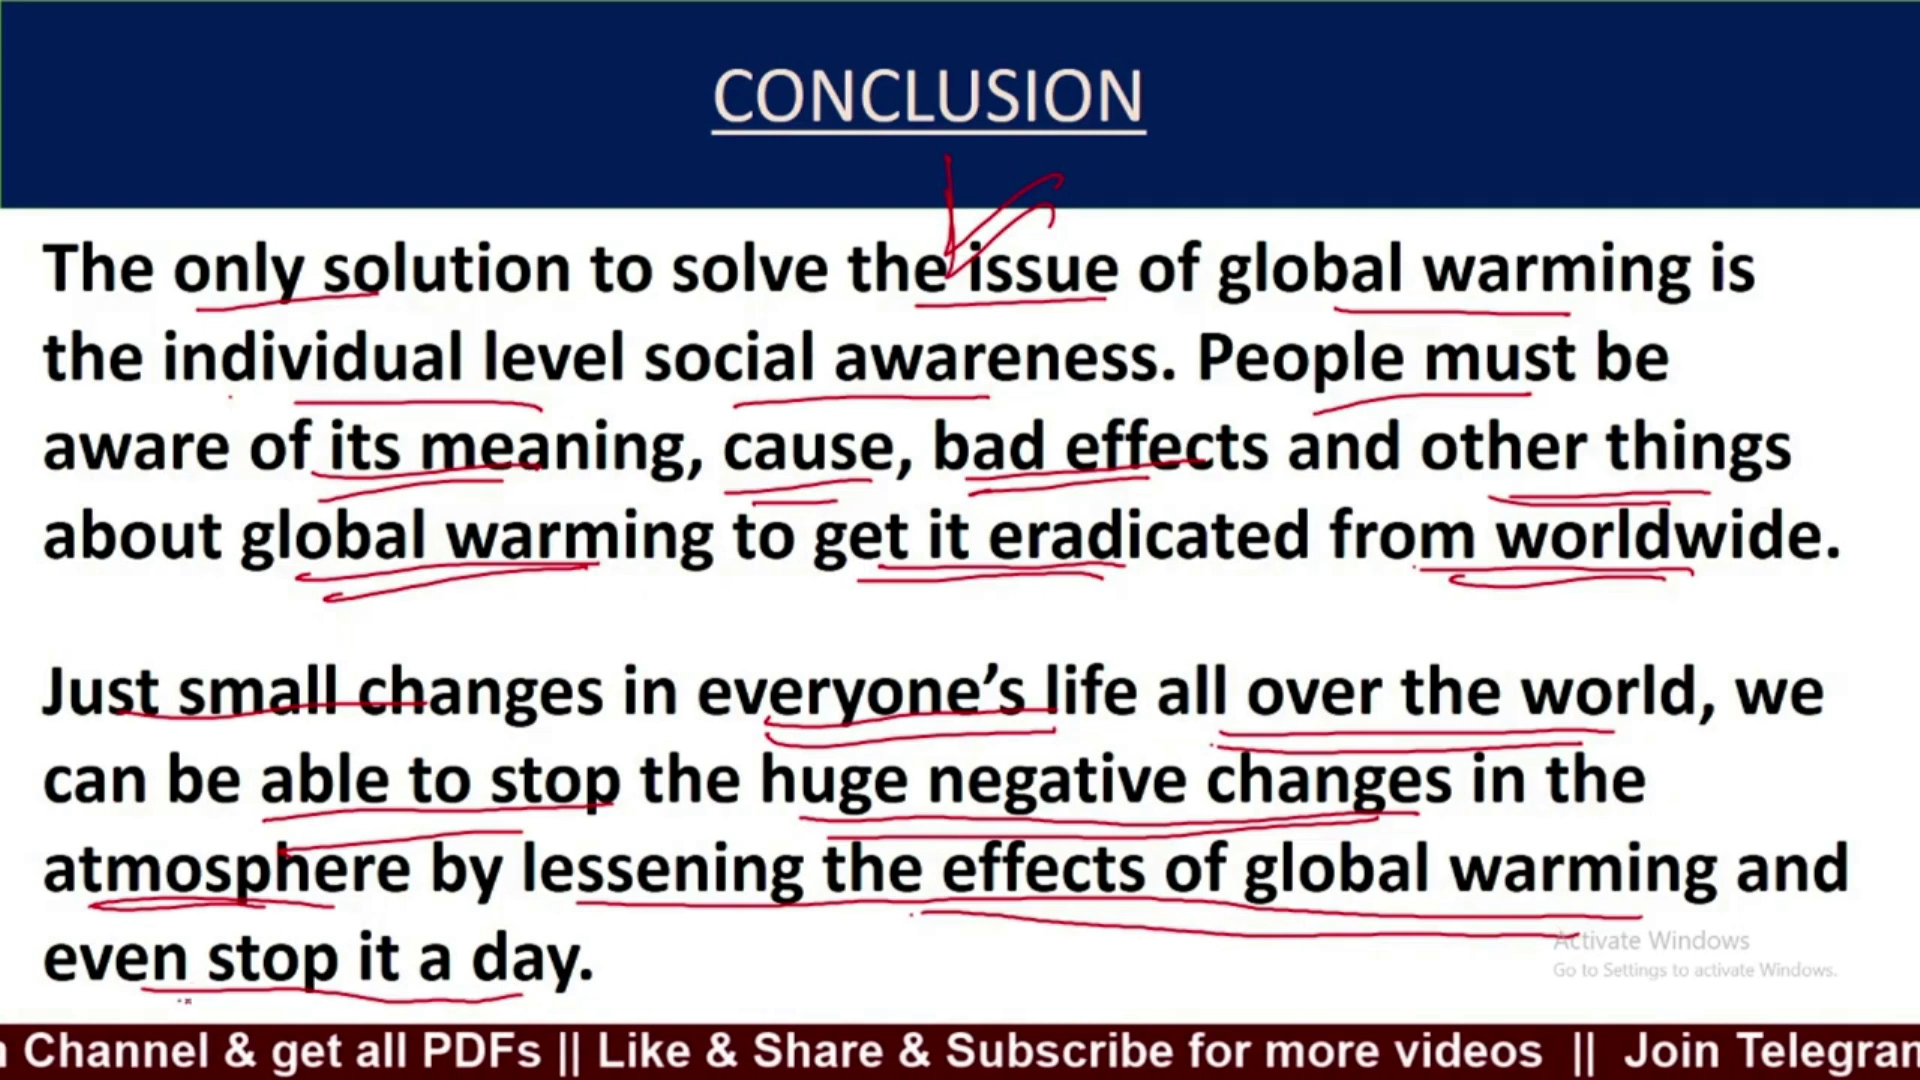 CONCLUSION
The only solution to solve the issue of global warming is
the individual level social awareness. People must be
aware of its meaning, cause, bad effects and other things
about global warming to get it eradicated from worldwide.
Just small changes in everyone’s life all over the world, we
can be able to stop the huge negative changes in the
atmosphere by lessening the effects of global warming and
even stop it a day.
Activate Windows
Go to Settings to activate Windows.
Channel & get all PDFs || Like & Share & Subscribe for more videos || Join Telegram